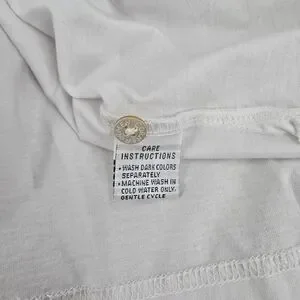 CARE
INSTRUCTIONS
• WASH DARK COLORS
SEPARATELY
• MACHINE WASH IN
COLD WATER ONLY,
GENTLE CYCLE